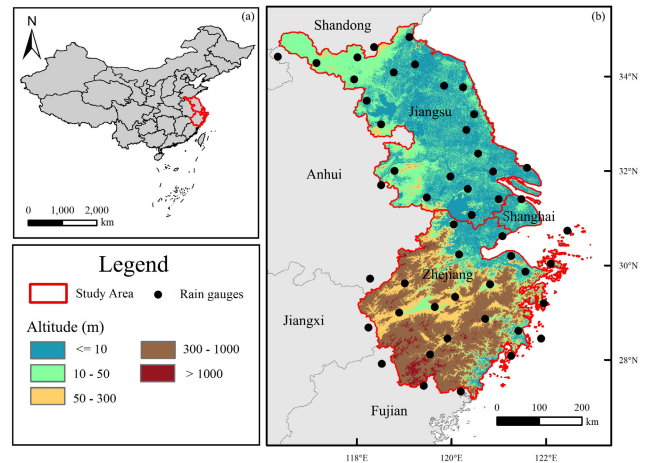 (a)
N
0 1,000 2,000
km
Legend
Study Area
Rain gauges
Altitude (m)
<= 10
300 - 1000
10 - 50
> 1000
50 - 300
(b)
Shandong
Jiangsu
Anhui
Shanghai
Zhejiang
Jiangxi
Fujian
34°N
32°N
30°N
28°N
0 100 200
km
118°E
120°E
122°E